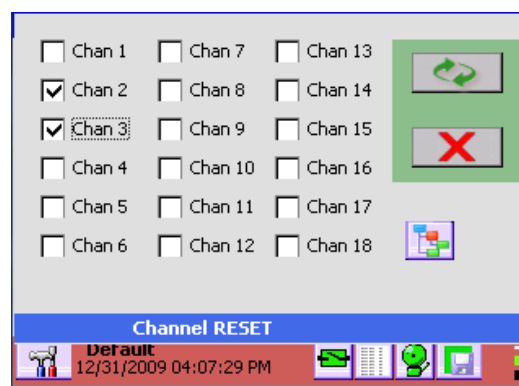 Chan 1 Chan 7 Chan 13
Chan 2 Chan 8 Chan 14
Chan 3 Chan 9 Chan 15
Chan 4 Chan 10 Chan 16
Chan 5 Chan 11 Chan 17
Chan 6 Chan 12 Chan 18
Channel RESET
Default
12/31/2009 04:07:29 PM